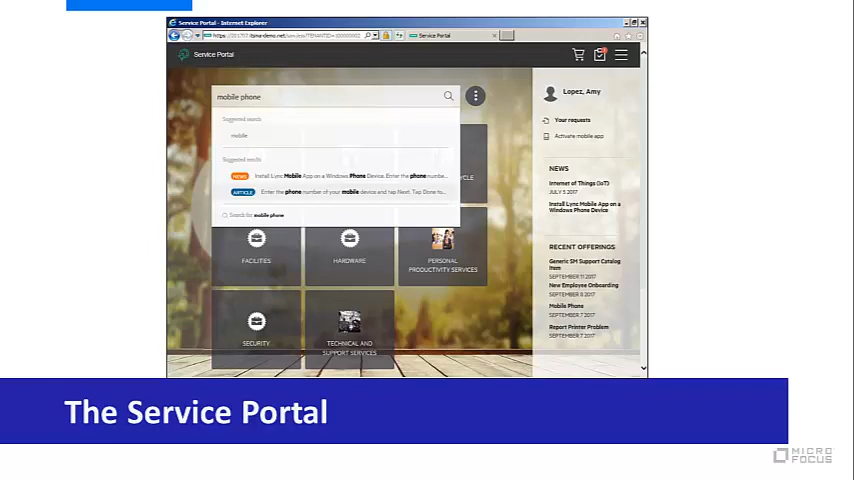 Service Portal - Internet Explorer
Service Portal
Service Portal
mobile phone
Suggested search
mobile
Suggested results
NEWS Install Lync Mobile App on a Windows Phone Device. Enter the phone numbe...
ARTICLE Enter the phone number of your mobile device and tap Next. Tap Done to...
Search for mobile phone
CYCLE
FACILITIES
HARDWARE
PERSONAL
PRODUCTIVITY SERVICES
SECURITY
TECHNICAL AND
SUPPORT SERVICES
Lopez, Amy
Your requests
Activate mobile app
NEWS
Internet of Things (IoT)
JULY 5 2017
Install Lync Mobile App on a
Windows Phone Device
RECENT OFFERINGS
Generic SM Support Catalog
Item
SEPTEMBER 11 2017
New Employee Onboarding
SEPTEMBER 8 2017
Mobile Phone
SEPTEMBER 7 2017
Report Printer Problem
SEPTEMBER 7 2017
The Service Portal
MICRO
FOCUS